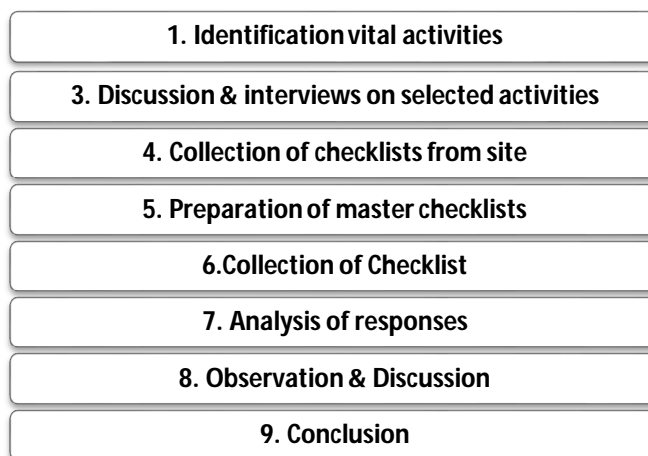 1. Identification vital activities
3. Discussion & interviews on selected activities
4. Collection of checklists from site
5. Preparation of master checklists
6.Collection of Checklist
7. Analysis of responses
8. Observation & Discussion
9. Conclusion